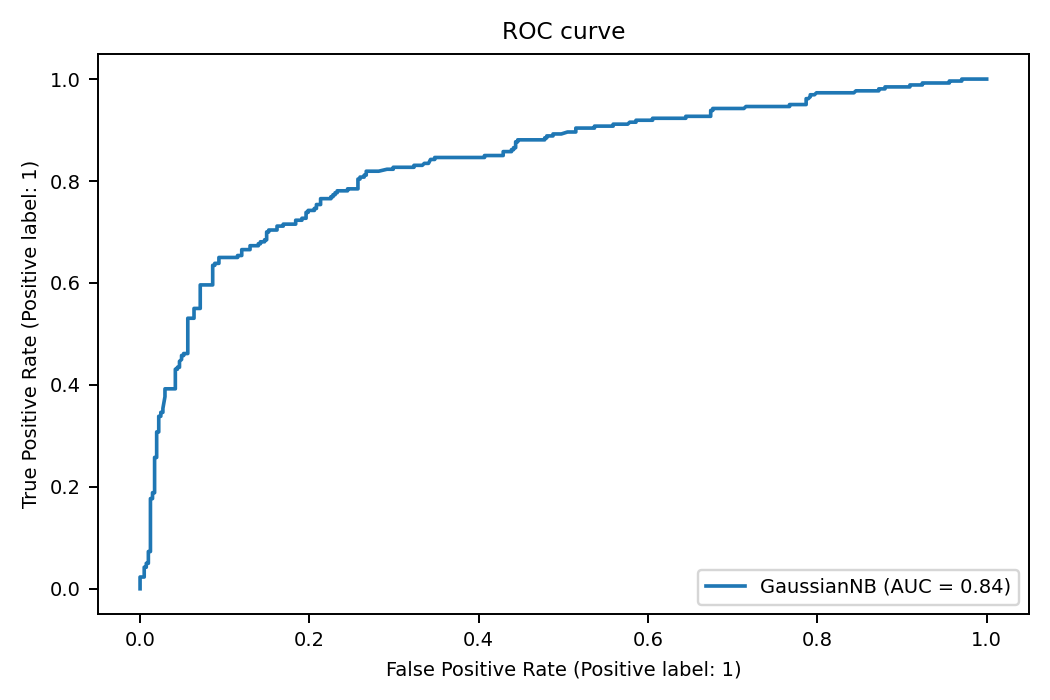 ROC curve
True Positive Rate (Positive label: 1)
1.0
0.8
0.6
0.4
0.2
0.0
GaussianNB (AUC = 0.84)
0.0 0.2 0.4 0.6 0.8 1.0
False Positive Rate (Positive label: 1)